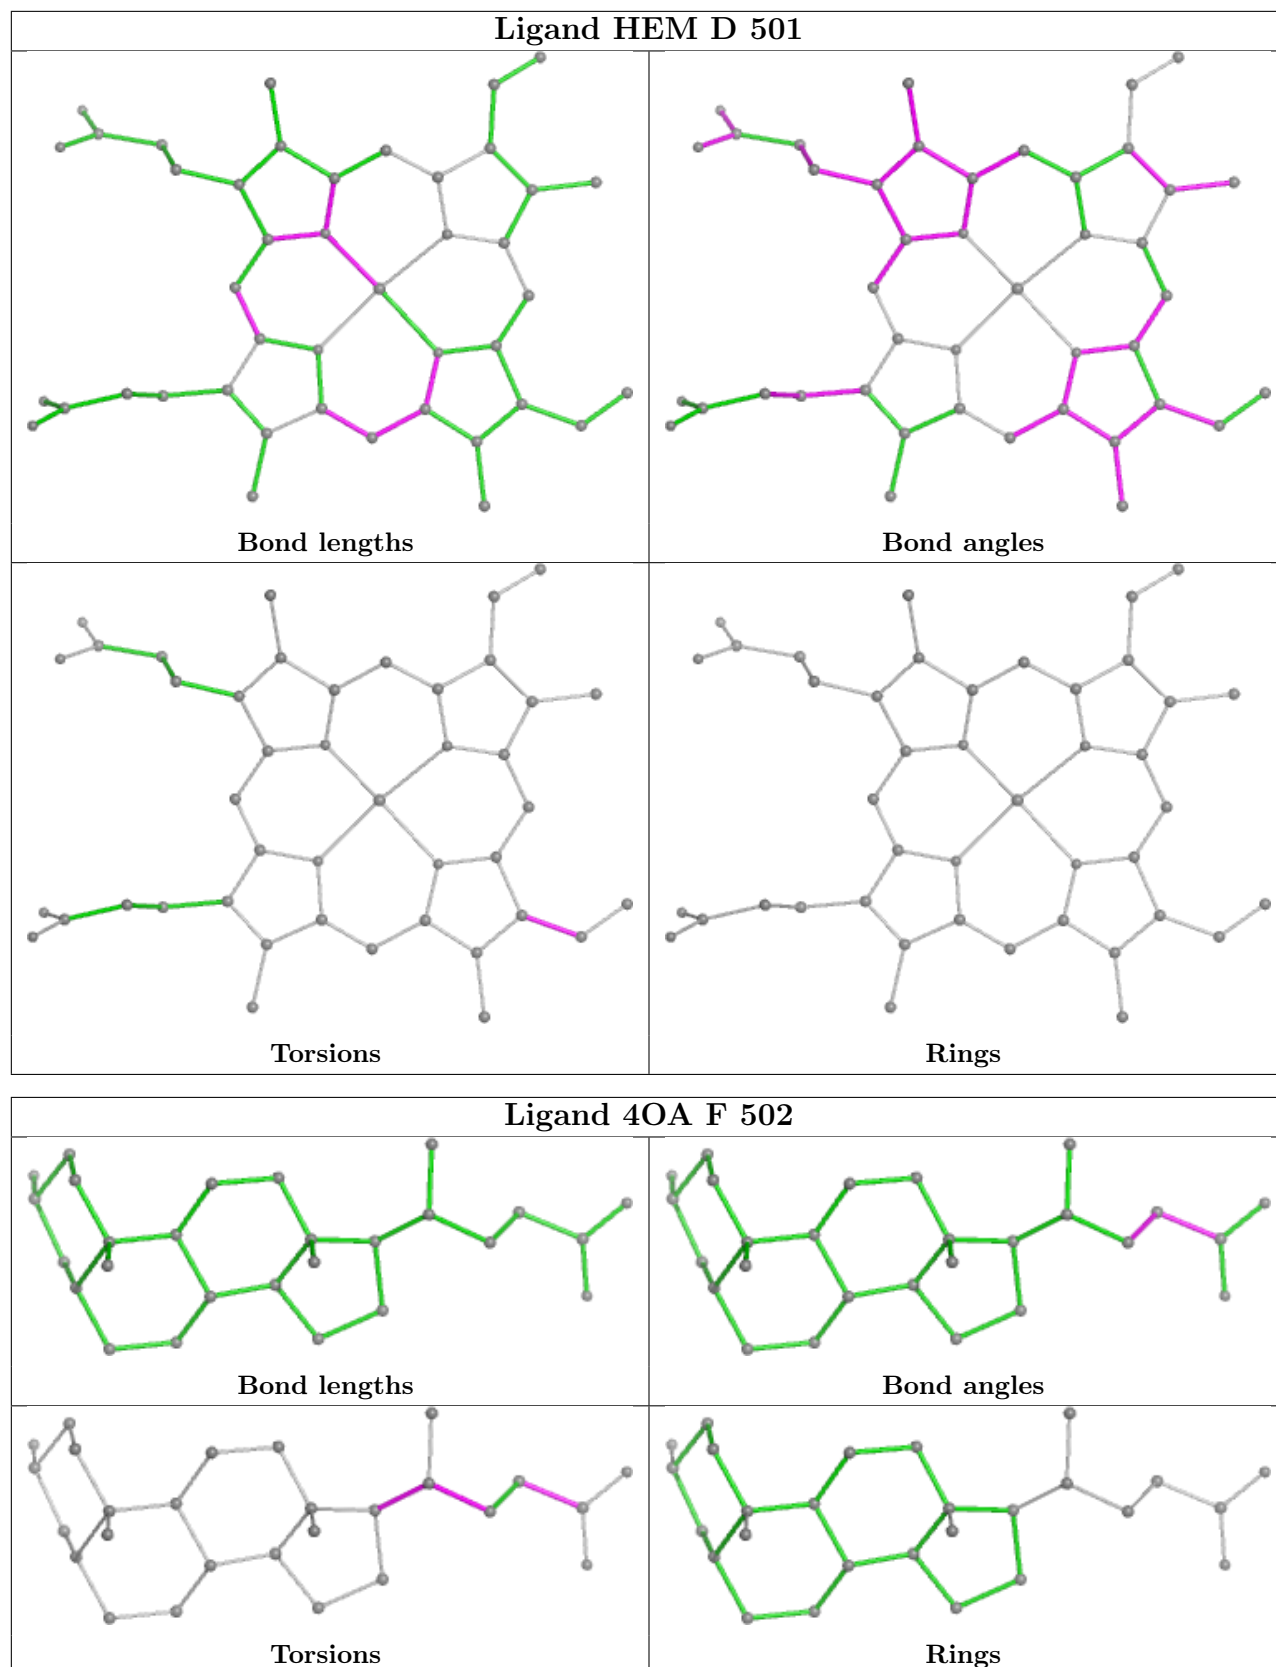 Ligand HEM D 501
Bond lengths
Bond angles
Torsions
Rings
Ligand 4OA F 502
Bond lengths
Bond angles
Torsions
Rings